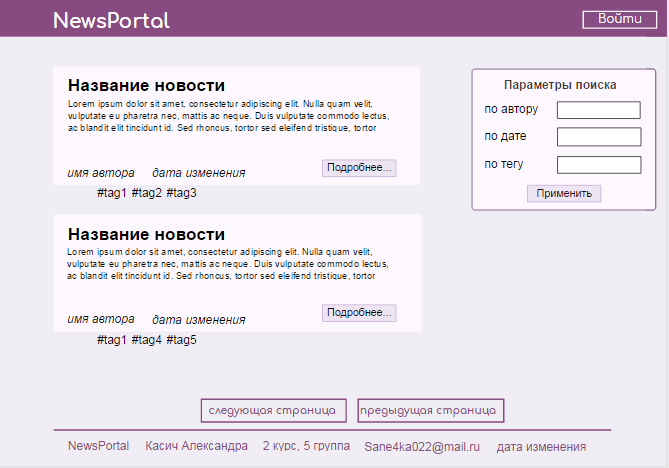 NewsPortal
Войти
Название новости
Lorem ipsum dolor sit amet, consectetur adipiscing elit. Nulla quam velit,
vulputate eu pharetra nec, mattis ac neque. Duis vulputate commodo lectus,
ac blandit elit tincidunt id. Sed rhoncus, tortor sed eleifend tristique, tortor
имя автора дата изменения
Подробнее...
#tag1 #tag2 #tag3
Параметры поиска
по автору
по дате
по тегу
Применить
Название новости
Lorem ipsum dolor sit amet, consectetur adipiscing elit. Nulla quam velit,
vulputate eu pharetra nec, mattis ac neque. Duis vulputate commodo lectus,
ac blandit elit tincidunt id. Sed rhoncus, tortor sed eleifend tristique, tortor
имя автора дата изменения
Подробнее...
#tag1 #tag4 #tag5
следующая страница предыдущая страница
NewsPortal Касич Александра 2 курс, 5 группа Sane4ka022@mail.ru дата изменения